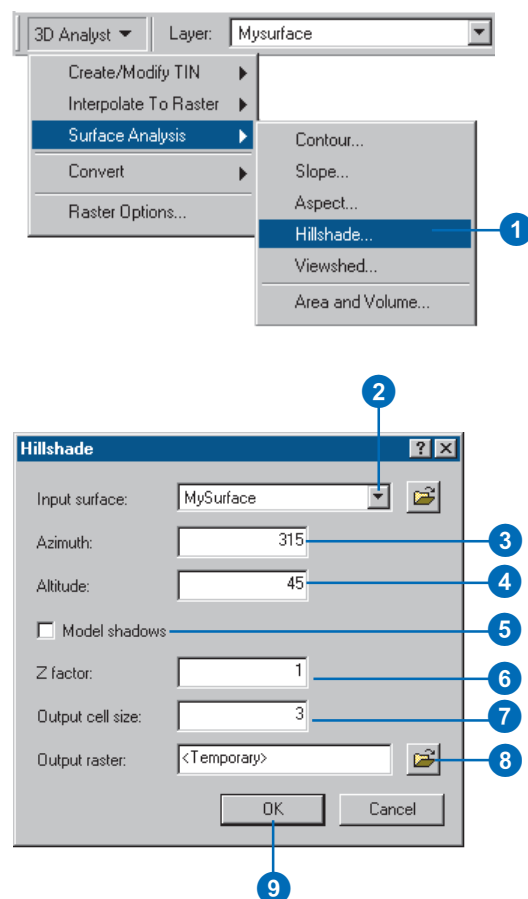 3D Analyst Layer: Mysurface
Create/Modify TIN
Interpolate To Raster
Surface Analysis
Convert
Raster Options...
Contour...
Slope...
Aspect...
Hillshade...
1
Viewshed...
Area and Volume...
2
Hillshade ? ×
Input surface: MySurface
Azimuth: 315 3
Altitude: 45 4
Model shadows 5
Z factor: 1 6
Output cell size: 3 7
Output raster: <Temporary> 8
OK Cancel
9